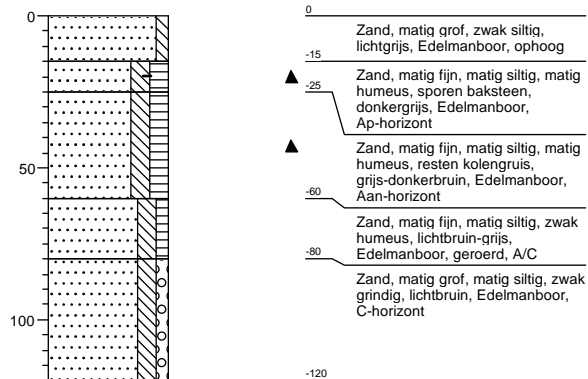 0
50
100
0
Zand, matig grof, zwak siltig,
lichtgrijs, Edelmanboor, ophoog
-15
Zand, matig fijn, matig siltig, matig
humeus, sporen baksteen,
donkergrijs, Edelmanboor,
Ap-horizont
-25
Zand, matig fijn, matig siltig, matig
humeus, resten kolengruis,
grijs-donkerbruin, Edelmanboor,
Aan-horizont
-60
Zand, matig fijn, matig siltig, zwak
humeus, lichtbruin-grijs,
Edelmanboor, geroerd, A/C
-80
Zand, matig grof, matig siltig, zwak
grindig, lichtbruin, Edelmanboor,
C-horizont
-120